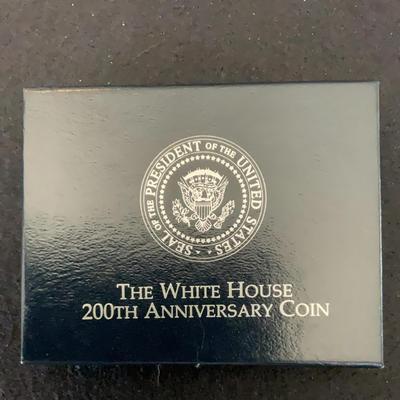 SEAL OF THE PRESIDENT OF THE UNITED STATES
THE WHITE HOUSE
200TH ANNIVERSARY COIN